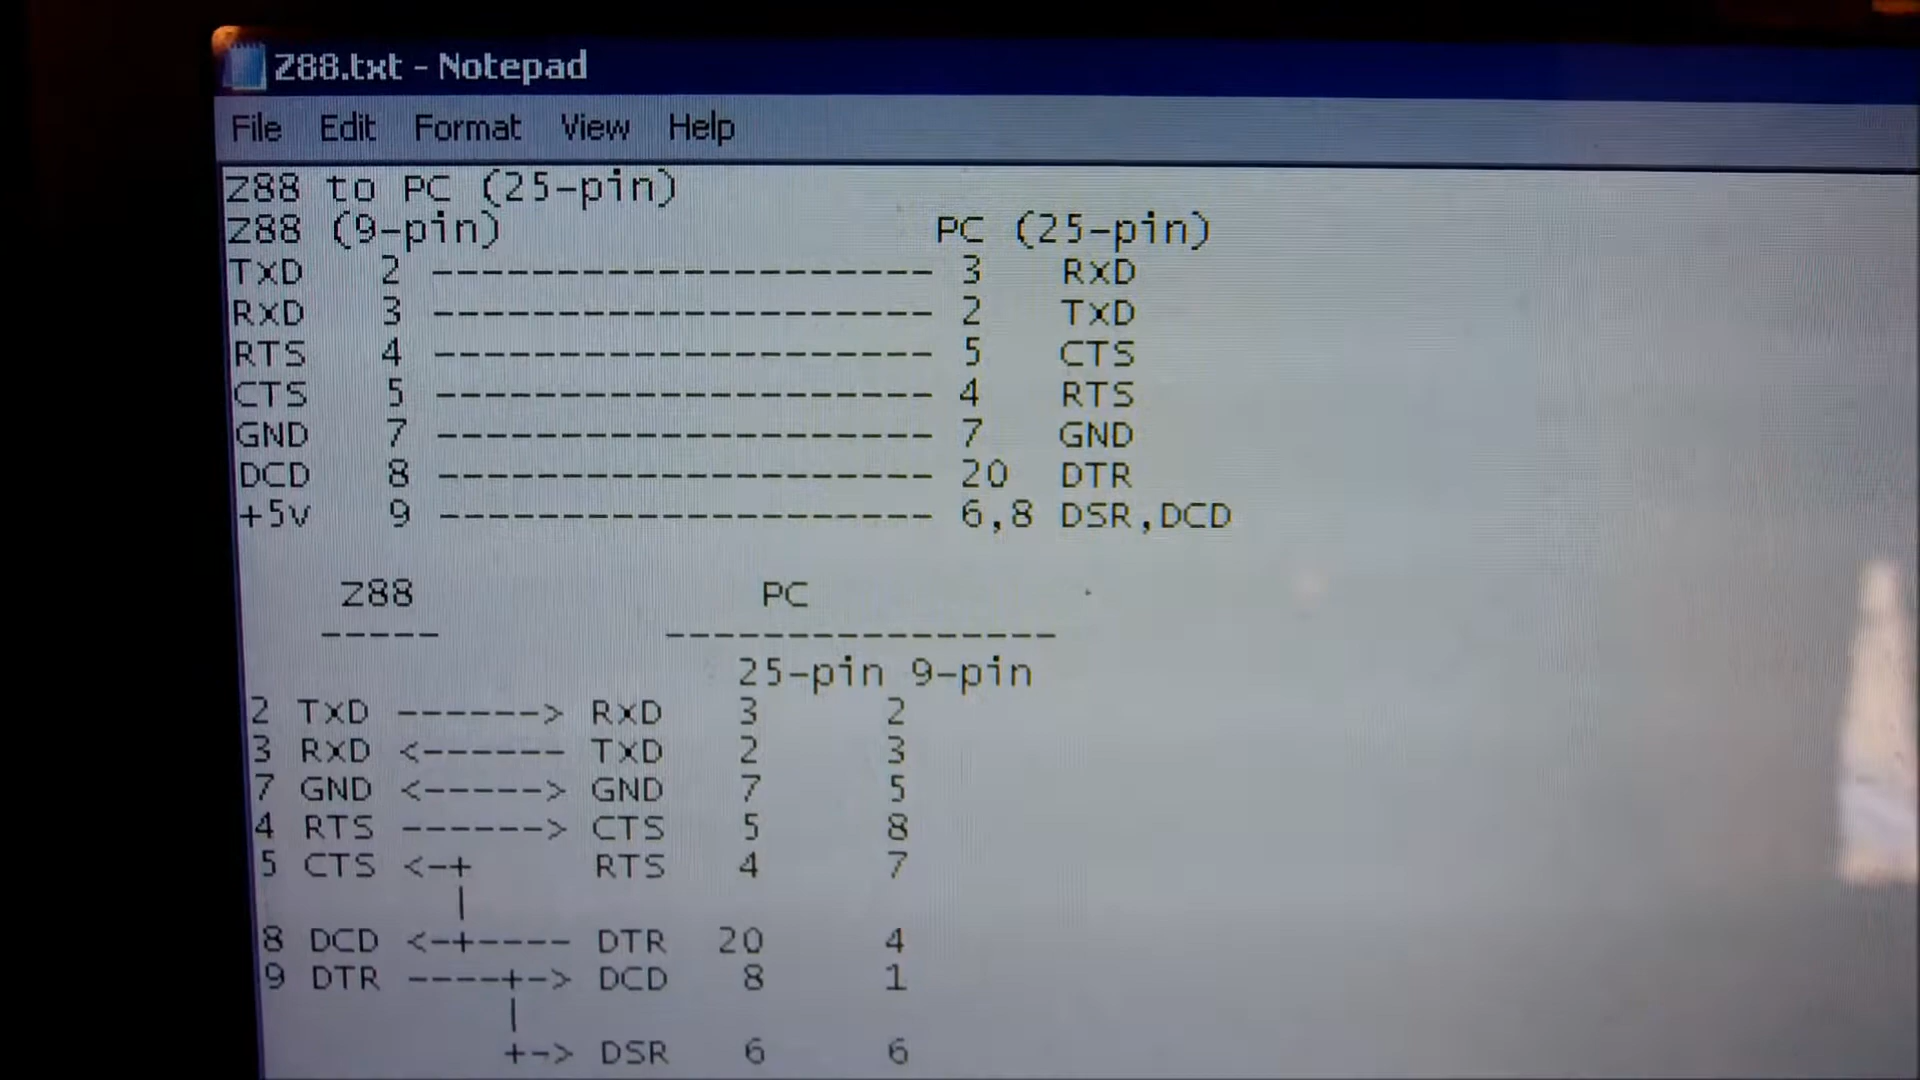 Z88.txt - Notepad
File Edit Format View Help
Z88 to PC (25-pin)
Z88 (9-pin) PC (25-pin)
TXD 2 -------------------- 3 RXD
RXD 3 -------------------- 2 TXD
RTS 4 -------------------- 5 CTS
CTS 5 -------------------- 4 RTS
GND 7 -------------------- 7 GND
DCD 8 -------------------- 20 DTR
+5v 9 -------------------- 6,8 DSR,DCD
Z88 PC
----- ----------------
25-pin 9-pin
2 TXD ------> RXD 3 2
3 RXD <------ TXD 2 3
7 GND <-----> GND 7 5
4 RTS ------> CTS 5 8
5 CTS <-+ RTS 4 7
|
8 DCD <-+---- DTR 20 4
9 DTR ----+-> DCD 8 1
|
+-> DSR 6 6